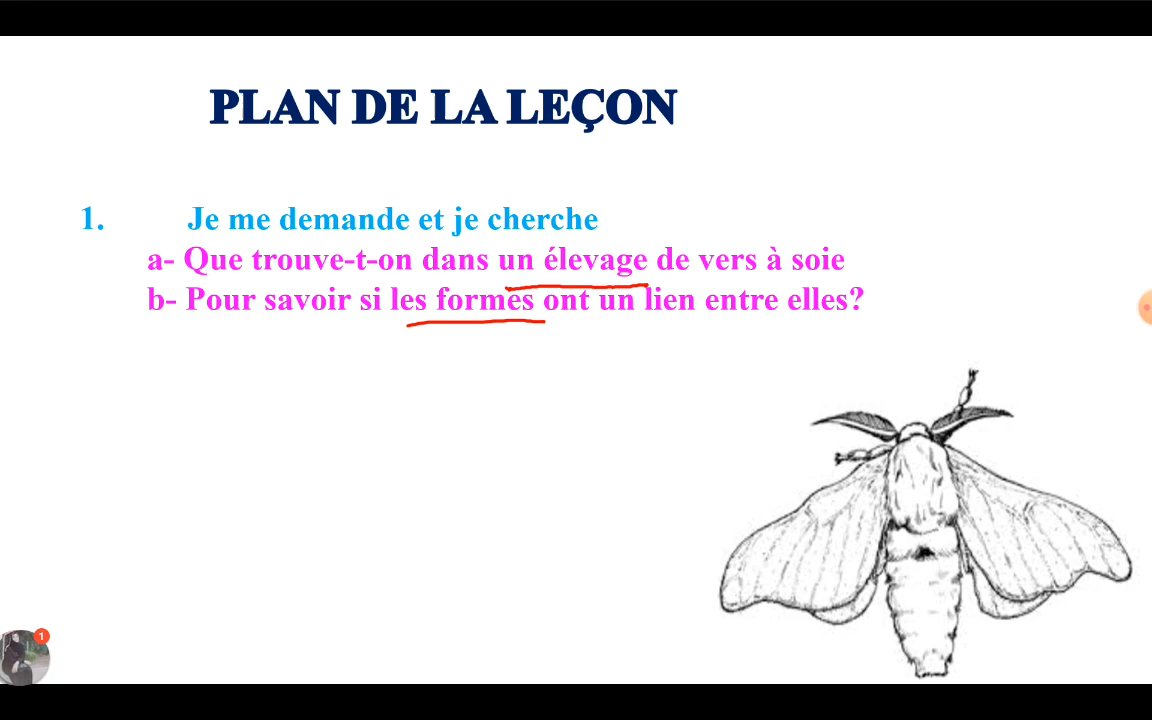 PLAN DE LA LEÇON
1. Je me demande et je cherche
a- Que trouve-t-on dans un élevage de vers à soie
b- Pour savoir si les formes ont un lien entre elles?
1